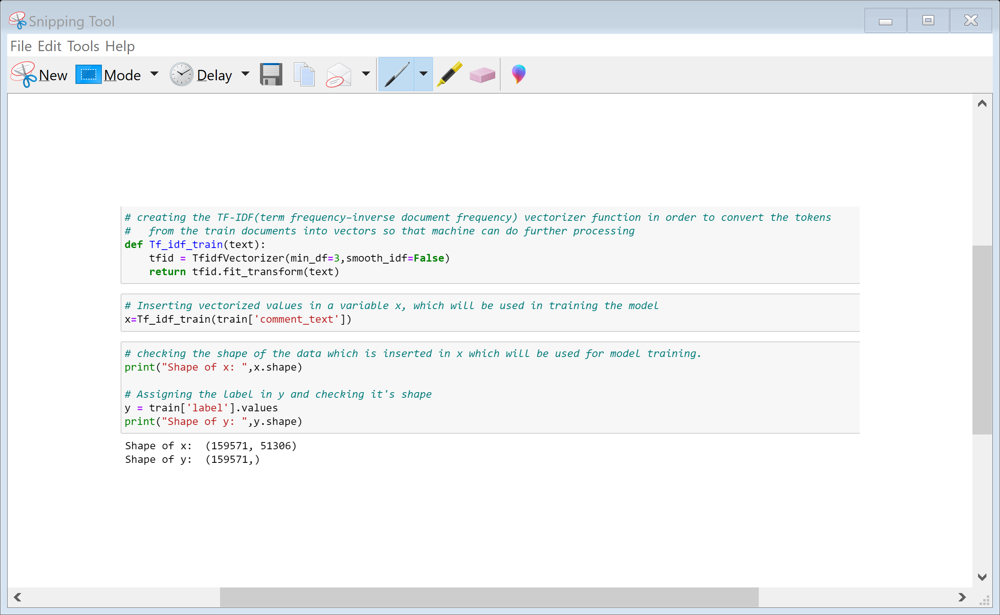 Snipping Tool
File Edit Tools Help
New Mode Delay
# creating the TF-IDF(term frequency–inverse document frequency) vectorizer function in order to convert the tokens
#   from the train documents into vectors so that machine can do further processing
def Tf_idf_train(text):
    tfid = TfidfVectorizer(min_df=3,smooth_idf=False)
    return tfid.fit_transform(text)
# Inserting vectorized values in a variable x, which will be used in training the model
x=Tf_idf_train(train['comment_text'])
# checking the shape of the data which is inserted in x which will be used for model training.
print("Shape of x: ",x.shape)
# Assigning the label in y and checking it's shape
y = train['label'].values
print("Shape of y: ",y.shape)
Shape of x:  (159571, 51306)
Shape of y:  (159571,)